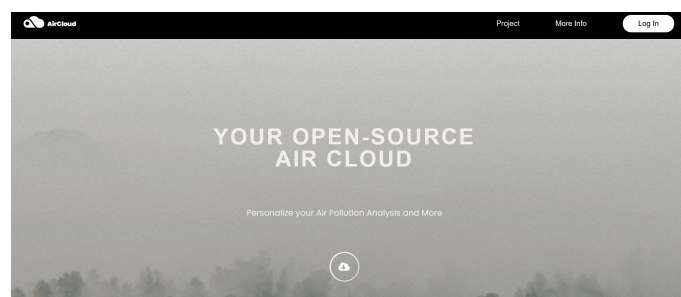 AirCloud
Project
More Info
Log In
YOUR OPEN-SOURCE
AIR CLOUD
Personalize your Air Pollution Analysis and More